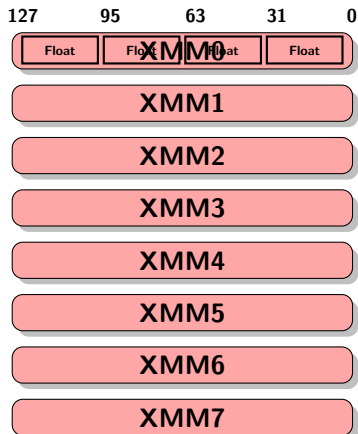 127 95 63 31 0
Float Float XMM0 Float Float
XMM1
XMM2
XMM3
XMM4
XMM5
XMM6
XMM7